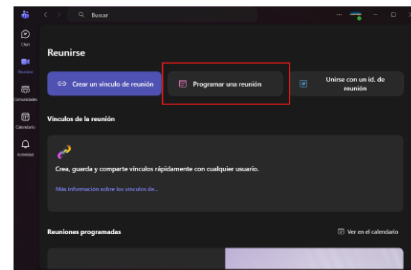 Buscar
Chat
Reunirse
Reunirse
Crear un vínculo de reunión
Programar una reunión
Unirse con un id. de
reunión
Comunidades
Calendario
Actividad
Vínculos de la reunión
Crea, guarda y comparte vínculos rápidamente con cualquier usuario.
Más información sobre los vínculos de...
Reuniones programadas
Ver en el calendario